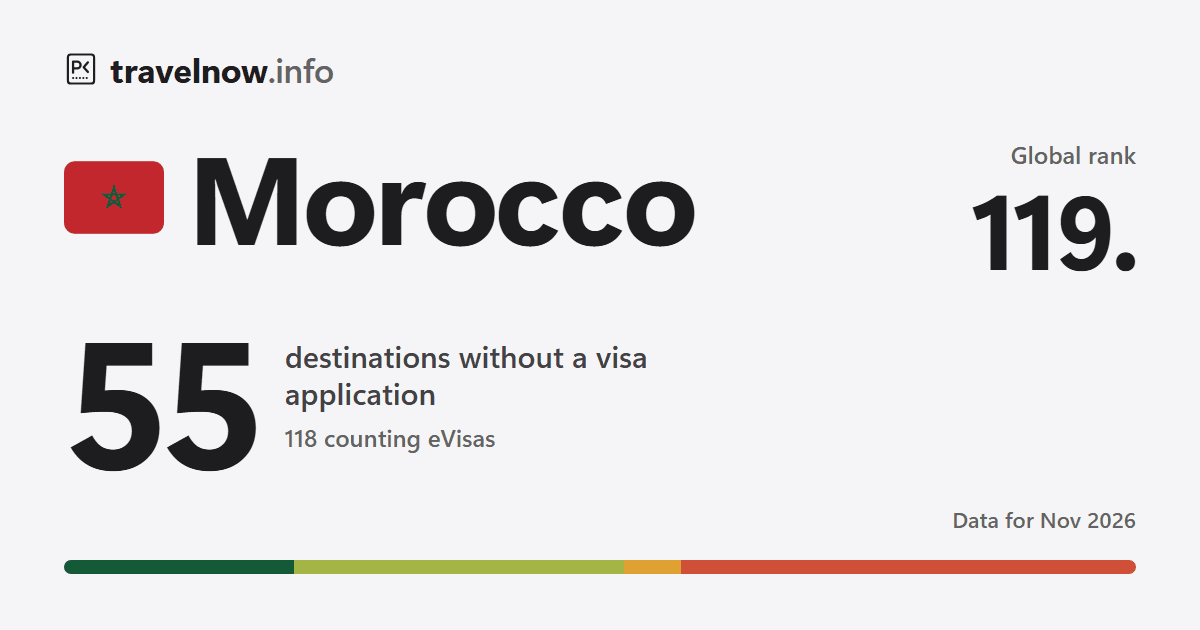 travelnow.info
Morocco
Global rank
119.
55
destinations without a visa
application
118 counting eVisas
Data for Nov 2026